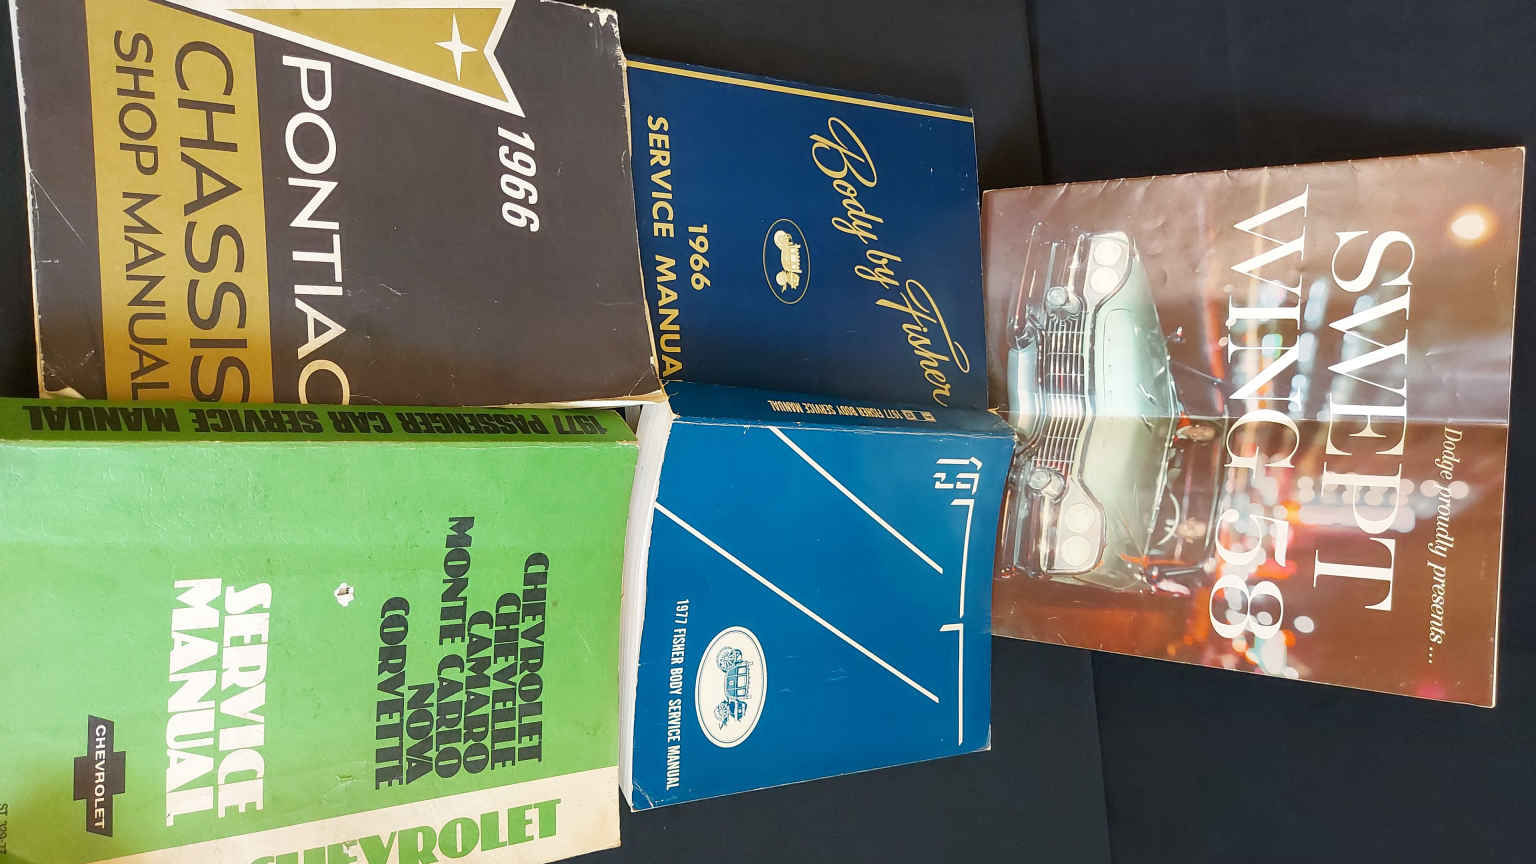 1966
PONTIAC
CHASSIS
SHOP MANUAL
Body by Fisher
1966
SERVICE MANUA
Dodge proudly presents...
SWEPT
WING 58
1977 PASSENGER CAR SERVICE MANUAL
CHEVROLET
CHEVROLET
CHEVELLE
CAMARO
MONTE CARLO
NOVA
CORVETTE
SERVICE
MANUAL
CHEVROLET
1977 FISHER BODY SERVICE MANUAL
1977
1977 FISHER BODY SERVICE MANUAL